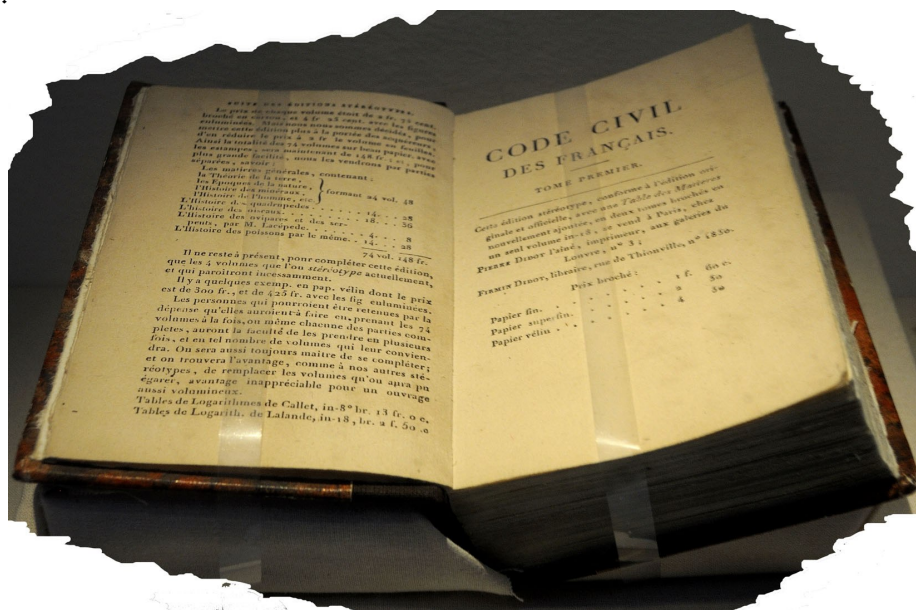 SUITE DES ÉDITIONS STÉRÉOTYPES.
Le prix de chaque volume étoit de 2 fr. 75 cent.
broché en carton, et 4 fr. 25 cent. avec les figures
enluminées. Mais nous nous sommes décidés, pour
mettre cette édition plus à la portée des acquéreurs,
d'en réduire le prix à 2 fr. le volume en feuilles.
Ainsi la totalité des 74 volumes sur beau papier, avec
les estampes, sera maintenant de 148 fr.; et, pour
plus grande facilité, nous les vendrons par parties
séparées, savoir:
Les matieres générales, contenant:
la Théorie de la terre,
les Époques de la nature,
l'Histoire des minéraux,
l'Histoire de l'homme, etc. } formant 24 vol. 48
L'Histoire des quadrupedes . . . . 14. . . 28
L'histoire des oiseaux. . . . . . 18. . . 36
L'Histoire des ovipares et des ser-
pents, par M. Lacépede. . . . . 4. . . 8
L'Histoire des poissons par le même. . 14. . . 28
74 vol. 148 fr.
Il ne reste à présent, pour compléter cette édition,
que les 4 volumes que l'on stéréotype actuellement,
et qui paroîtront incessamment.
Il y a quelques exemp. en pap. vélin dont le prix
est de 300 fr., et de 425 fr. avec les fig enluminées.
Les personnes qui pourroient être retenues par la
dépense qu'elles auroient à faire en prenant les 74
volumes à la fois, ou même chacune des parties com-
pletes, auront la faculté de les prendre en plusieurs
fois, et en tel nombre de volumes qui leur convien-
dra. On sera aussi toujours maître de se compléter;
et on trouvera l'avantage, comme à nos autres sté-
réotypes, de remplacer les volumes qu'on aura pu
égarer, avantage inappréciable pour un ouvrage
aussi volumineux.
Tables de Logarithmes de Callet, in-8° br. 13 fr. 0 c.
Tables de Logarith. de Lalande, in-18, br. 2 f. 50 c
CODE CIVIL
DES FRANÇAIS.
TOME PREMIER.
Cette édition stéréotype, conforme à l'édition ori-
ginale et officielle, avec une Table des Matieres
nouvellement ajoutée, en deux tomes brochés en
un seul volume in-18, se vend à Paris, chez
PIERRE DIDOT l'aîné, imprimeur, aux galeries du
Louvre, n° 3;
FIRMIN DIDOT, libraire, rue de Thionville, n° 1850.
Prix broché:
Papier fin. . . . . . . 1 f. 60 c.
Papier superfin. . . . . . 2 50
Papier vélin . . . . . . 4 50